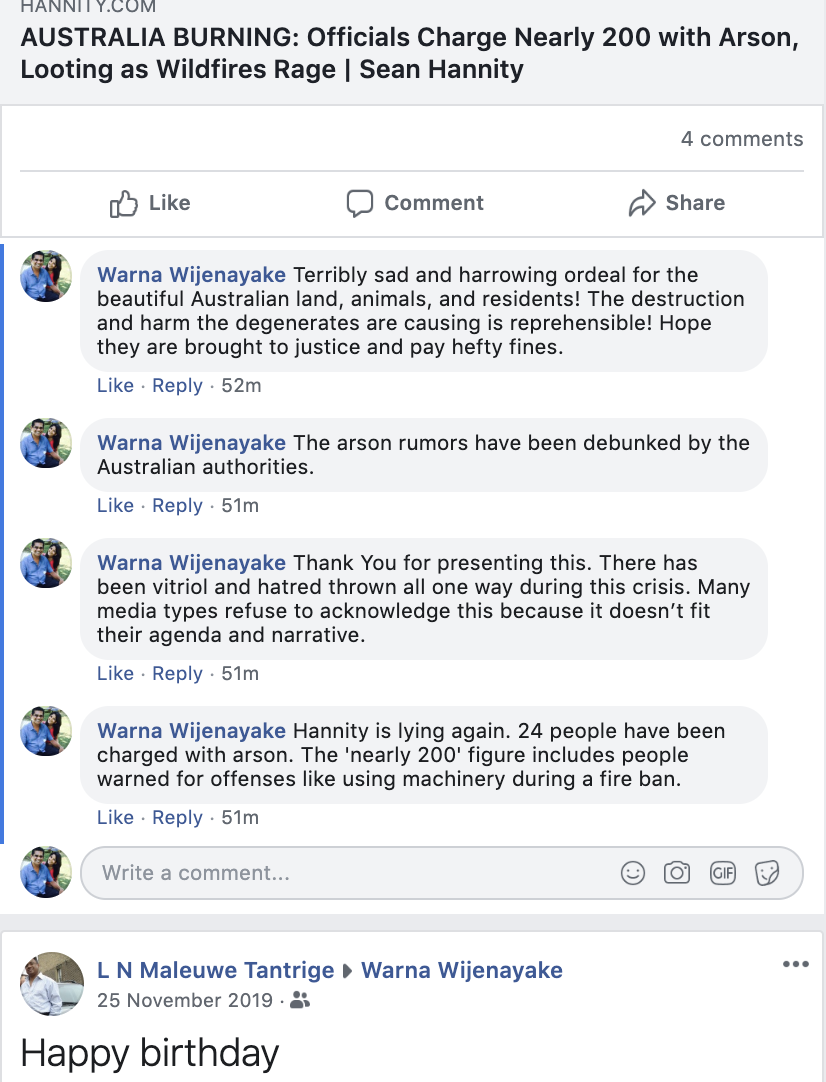 HANNITY.COM
AUSTRALIA BURNING: Officials Charge Nearly 200 with Arson,
Looting as Wildfires Rage | Sean Hannity
4 comments
Like Comment Share
Warna Wijenayake Terribly sad and harrowing ordeal for the
beautiful Australian land, animals, and residents! The destruction
and harm the degenerates are causing is reprehensible! Hope
they are brought to justice and pay hefty fines.
Like · Reply · 52m
Warna Wijenayake The arson rumors have been debunked by the
Australian authorities.
Like · Reply · 51m
Warna Wijenayake Thank You for presenting this. There has
been vitriol and hatred thrown all one way during this crisis. Many
media types refuse to acknowledge this because it doesn’t fit
their agenda and narrative.
Like · Reply · 51m
Warna Wijenayake Hannity is lying again. 24 people have been
charged with arson. The 'nearly 200' figure includes people
warned for offenses like using machinery during a fire ban.
Like · Reply · 51m
Write a comment... GIF
L N Maleuwe Tantrige Warna Wijenayake
25 November 2019 ·
Happy birthday